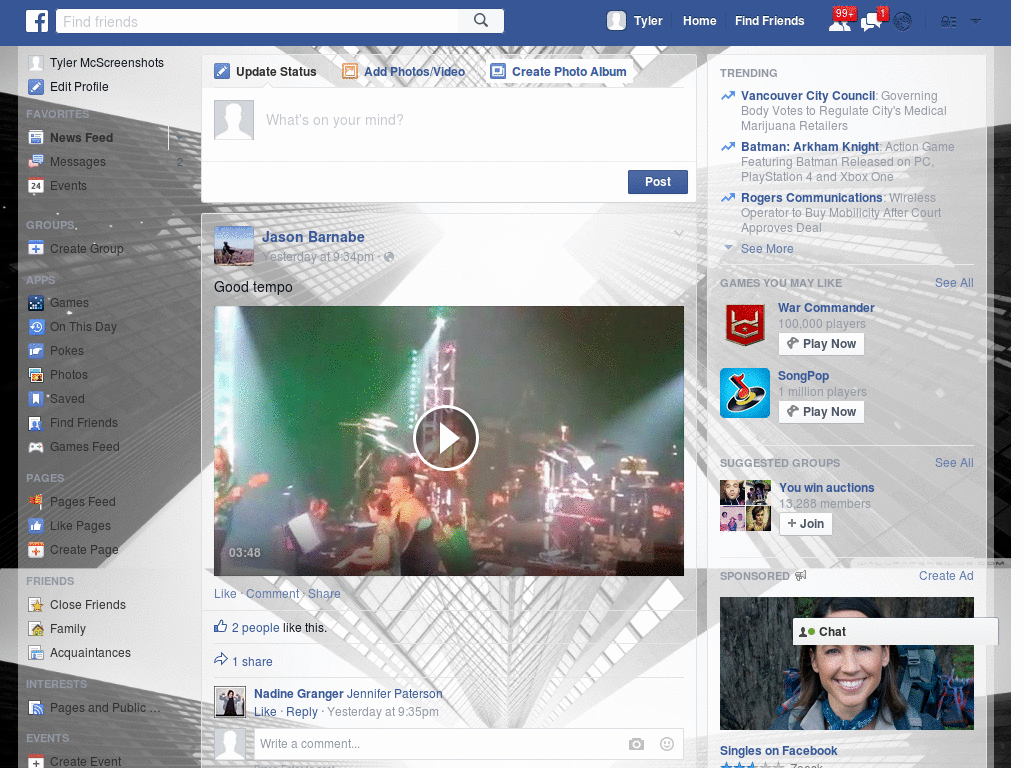 Find friends
Tyler
Home
Find Friends
99+
1
Tyler McScreenshots
Edit Profile
FAVORITES
News Feed
Messages
2
Events
GROUPS
Create Group
APPS
Games
On This Day
Pokes
Photos
Saved
Find Friends
Games Feed
PAGES
Pages Feed
Like Pages
Create Page
FRIENDS
Close Friends
Family
Acquaintances
INTERESTS
Pages and Public ...
EVENTS
Create Event
Update Status
Add Photos/Video
Create Photo Album
What's on your mind?
Post
Jason Barnabe
Yesterday at 9:34pm ·
Good tempo
03:48
Like · Comment · Share
2 people like this.
1 share
Nadine Granger Jennifer Paterson
Like · Reply · Yesterday at 9:35pm
Write a comment...
TRENDING
Vancouver City Council: Governing
Body Votes to Regulate City's Medical
Marijuana Retailers
Batman: Arkham Knight: Action Game
Featuring Batman Released on PC,
PlayStation 4 and Xbox One
Rogers Communications: Wireless
Operator to Buy Mobilicity After Court
Approves Deal
See More
GAMES YOU MAY LIKE
See All
War Commander
100,000 players
Play Now
SongPop
1 million players
Play Now
SUGGESTED GROUPS
See All
You win auctions
13,288 members
+ Join
SPONSORED
Create Ad
Chat
Singles on Facebook
Zoosk